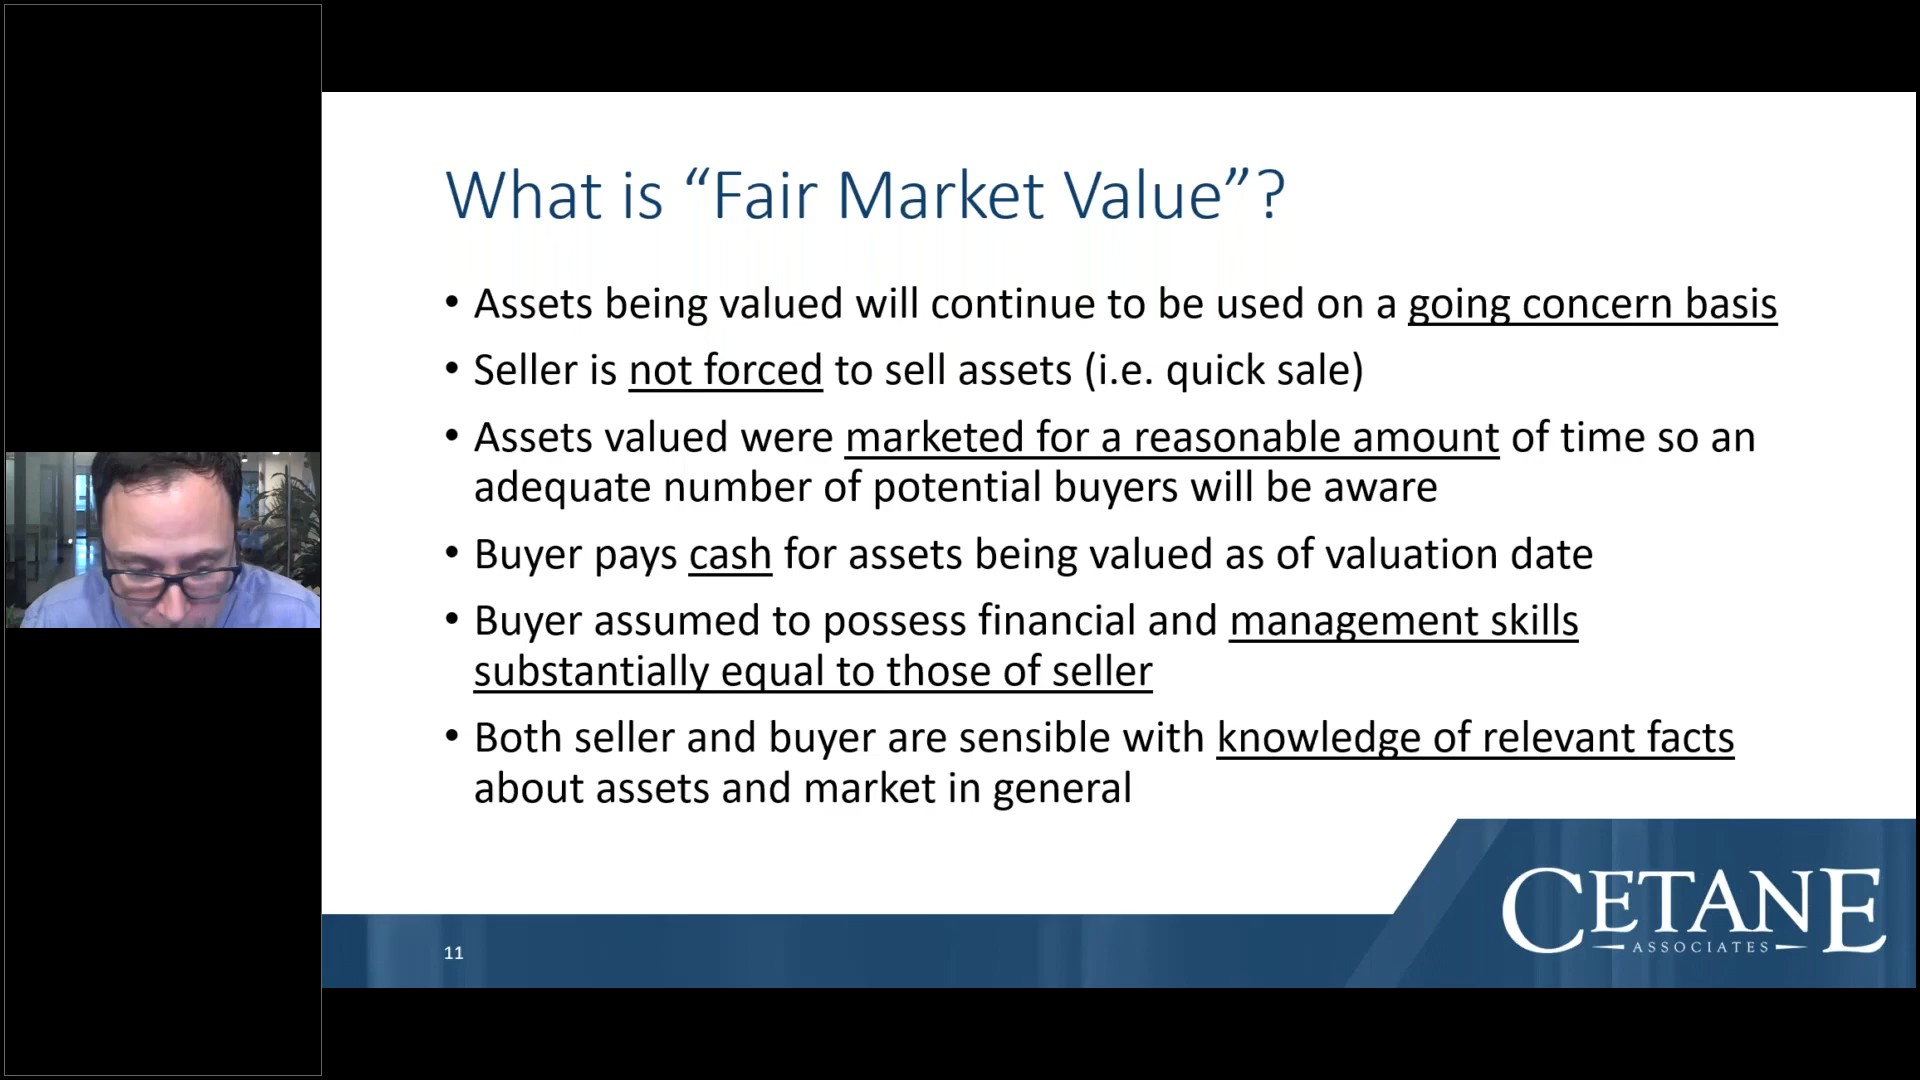 What is “Fair Market Value”?
• Assets being valued will continue to be used on a going concern basis
• Seller is not forced to sell assets (i.e. quick sale)
• Assets valued were marketed for a reasonable amount of time so an
adequate number of potential buyers will be aware
• Buyer pays cash for assets being valued as of valuation date
• Buyer assumed to possess financial and management skills
substantially equal to those of seller
• Both seller and buyer are sensible with knowledge of relevant facts
about assets and market in general
11
CETANE
ASSOCIATES